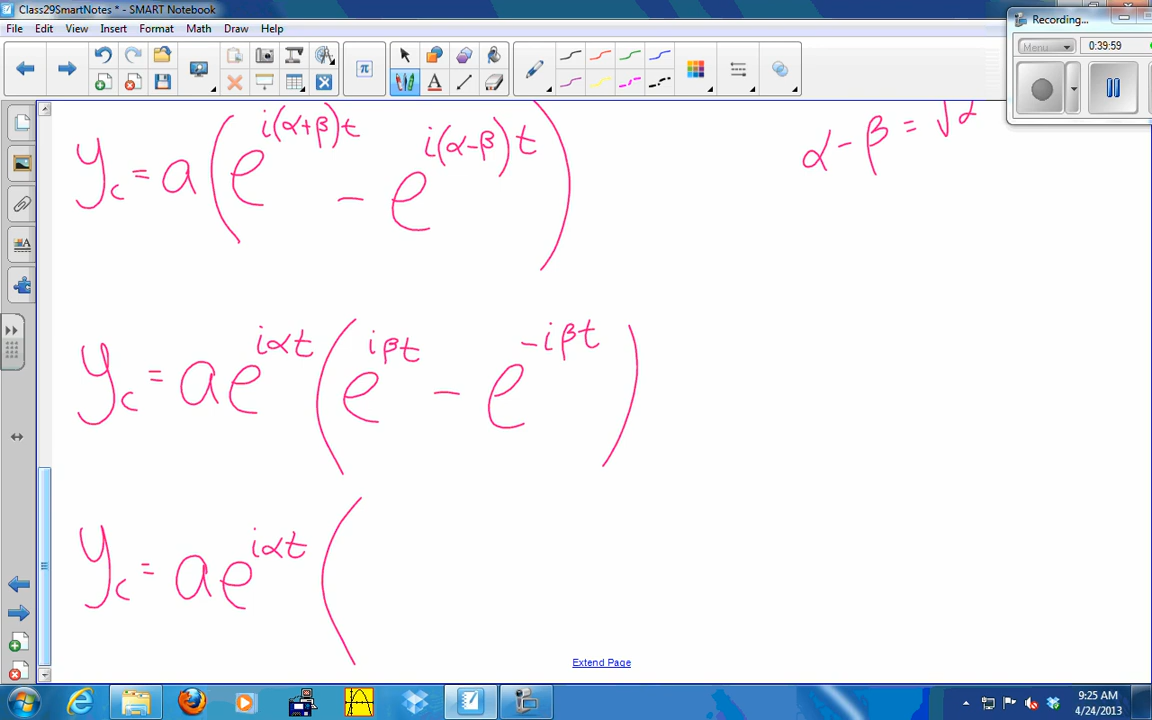 Class29SmartNotes * - SMART Notebook
File Edit View Insert Format Math Draw Help
Recording...
Menu
0:39:59
α - β = √α
y_c = a(e^{i(α+β)t} - e^{i(α-β)t})
y_c = ae^{iαt}(e^{iβt} - e^{-iβt})
y_c = ae^{iαt}(
Extend Page
9:25 AM
4/24/2013